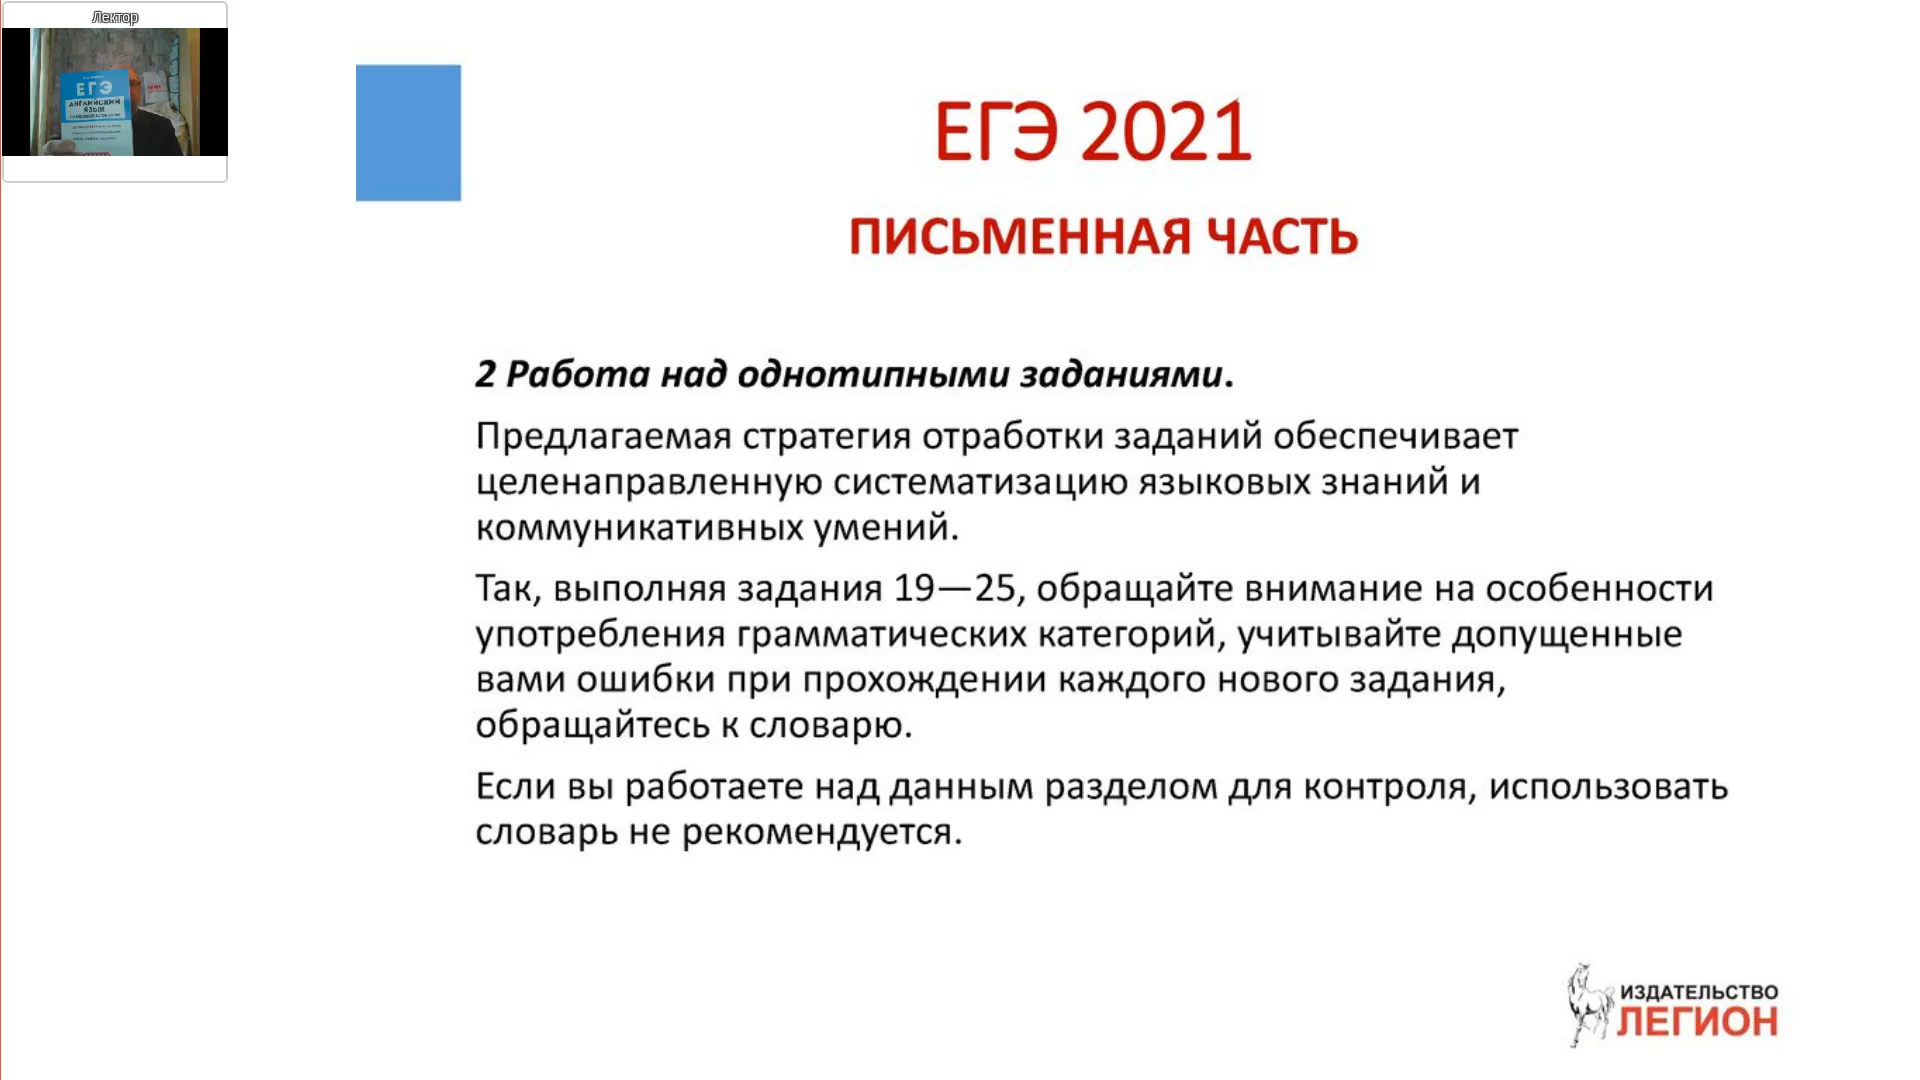 Лектор
ЕГЭ
АНГЛИЙСКИЙ
ЯЗЫК
ЕГЭ 2021
ПИСЬМЕННАЯ ЧАСТЬ
2 Работа над однотипными заданиями.
Предлагаемая стратегия отработки заданий обеспечивает
целенаправленную систематизацию языковых знаний и
коммуникативных умений.
Так, выполняя задания 19—25, обращайте внимание на особенности
употребления грамматических категорий, учитывайте допущенные
вами ошибки при прохождении каждого нового задания,
обращайтесь к словарю.
Если вы работаете над данным разделом для контроля, использовать
словарь не рекомендуется.
ИЗДАТЕЛЬСТВО
ЛЕГИОН